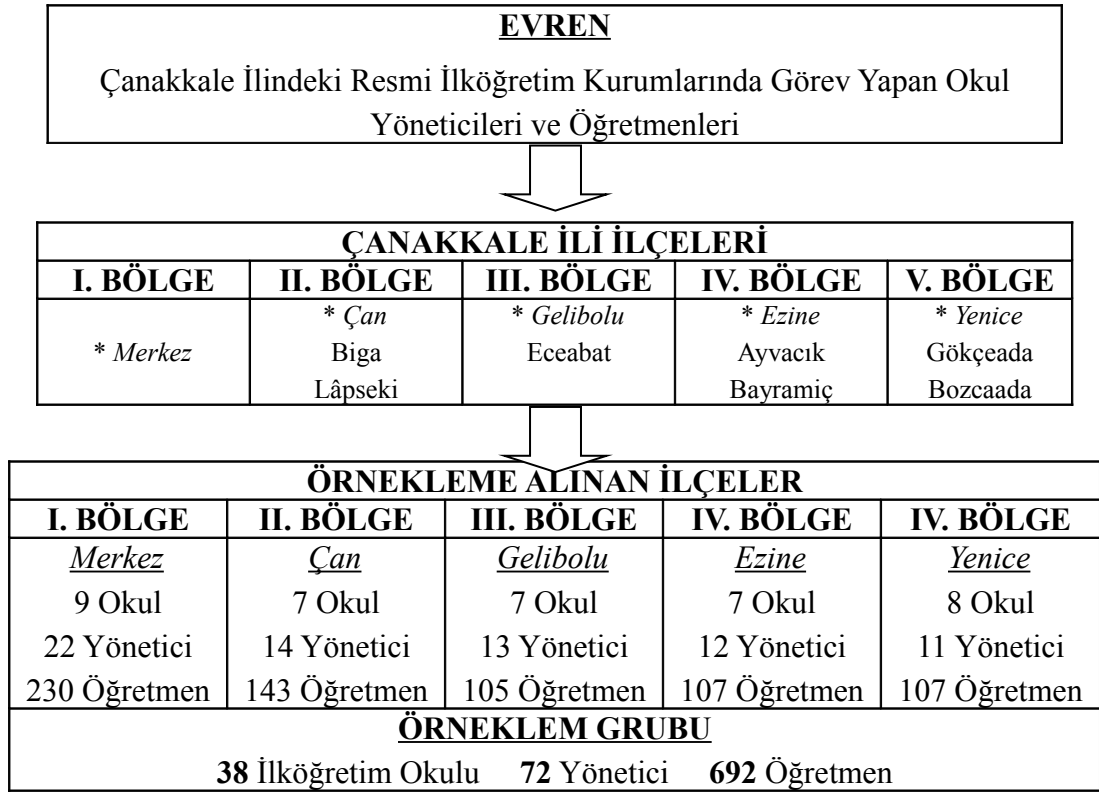 EVREN
Çanakkale İlindeki Resmi İlköğretim Kurumlarında Görev Yapan Okul
Yöneticileri ve Öğretmenleri
ÇANAKKALE İLİ İLÇELERİ
I. BÖLGE II. BÖLGE III. BÖLGE IV. BÖLGE V. BÖLGE
* Çan * Gelibolu * Ezine * Yenice
* Merkez Biga Eceabat Ayvacık Gökçeada
Lâpseki Bayramiç Bozcaada
ÖRNEKLEME ALINAN İLÇELER
I. BÖLGE II. BÖLGE III. BÖLGE IV. BÖLGE IV. BÖLGE
Merkez Çan Gelibolu Ezine Yenice
9 Okul 7 Okul 7 Okul 7 Okul 8 Okul
22 Yönetici 14 Yönetici 13 Yönetici 12 Yönetici 11 Yönetici
230 Öğretmen 143 Öğretmen 105 Öğretmen 107 Öğretmen 107 Öğretmen
ÖRNEKLEM GRUBU
38 İlköğretim Okulu 72 Yönetici 692 Öğretmen